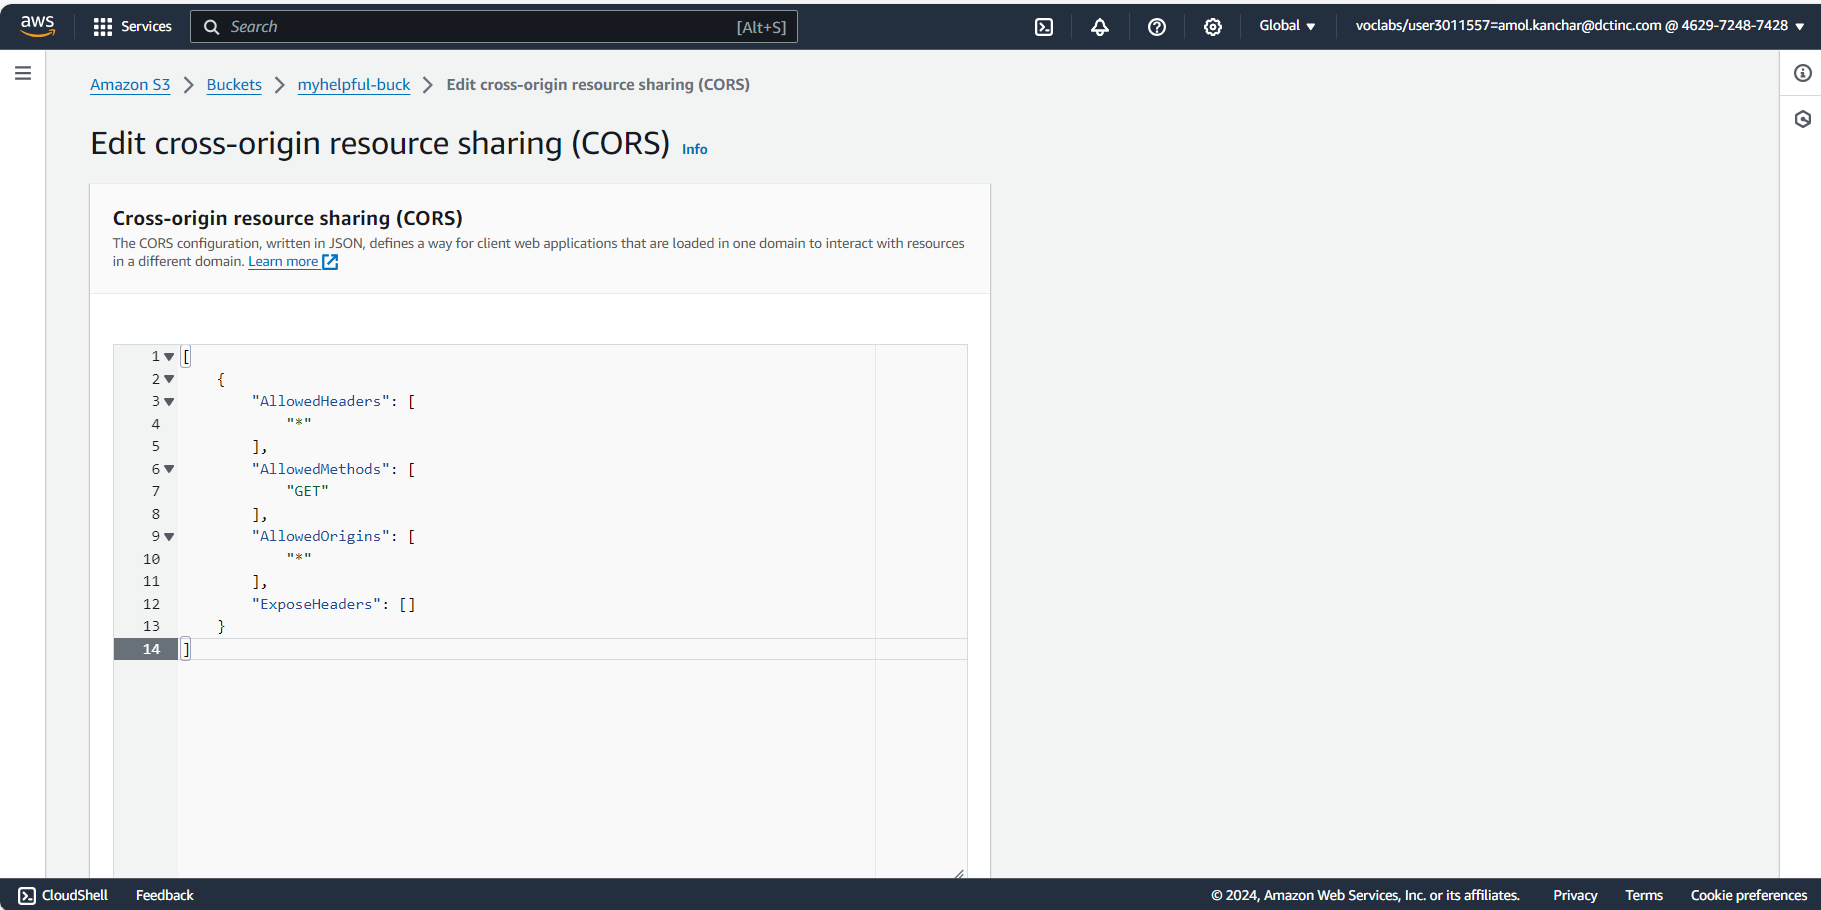 aws Services Search [Alt+S] Global voclabs/user3011557=amol.kanchar@dctinc.com @ 4629-7248-7428
Amazon S3 > Buckets > myhelpful-buck > Edit cross-origin resource sharing (CORS)
Edit cross-origin resource sharing (CORS) Info
Cross-origin resource sharing (CORS)
The CORS configuration, written in JSON, defines a way for client web applications that are loaded in one domain to interact with resources
in a different domain. Learn more
1 [
2     {
3         "AllowedHeaders": [
4             "*"
5         ],
6         "AllowedMethods": [
7             "GET"
8         ],
9         "AllowedOrigins": [
10             "*"
11         ],
12         "ExposeHeaders": []
13     }
14 ]
CloudShell Feedback © 2024, Amazon Web Services, Inc. or its affiliates. Privacy Terms Cookie preferences